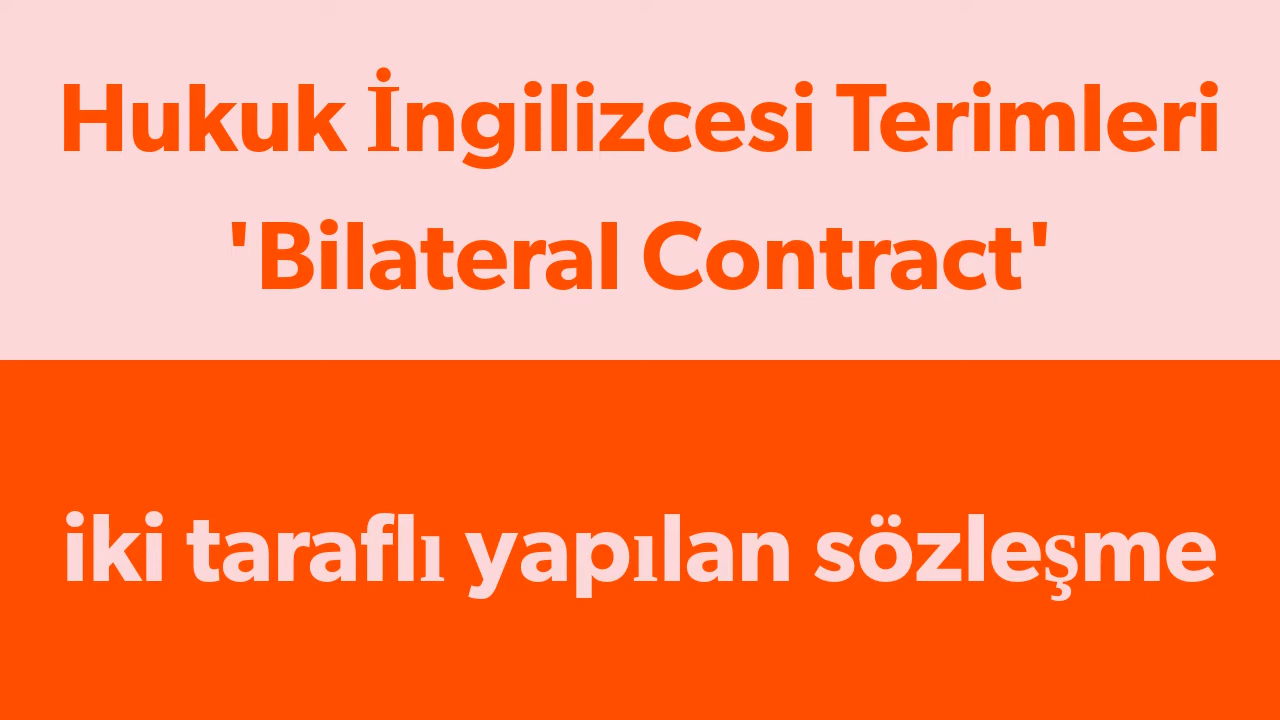 Hukuk İngilizcesi Terimleri
'Bilateral Contract'
iki taraflı yapılan sözleşme